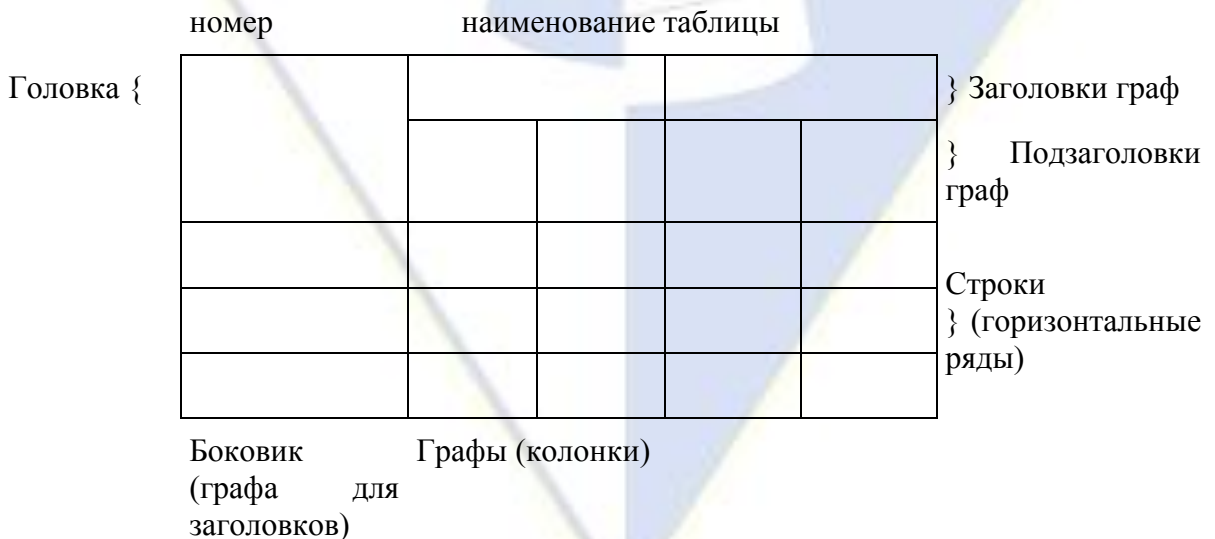 номер наименование таблицы
Головка { } Заголовки граф
} Подзаголовки
граф
Строки
} (горизонтальные
ряды)
Боковик Графы (колонки)
(графа для
заголовков)